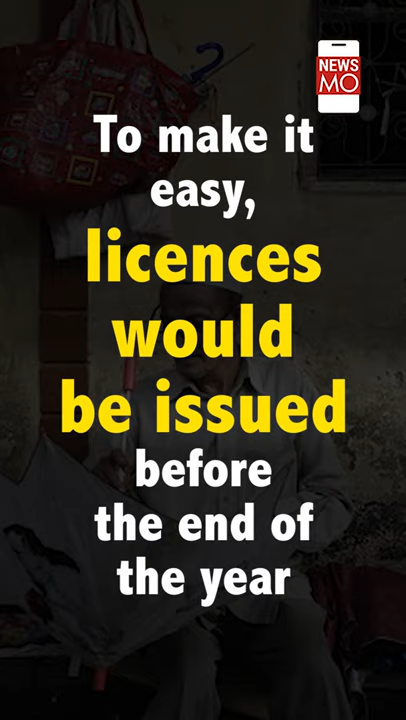 NEWS
MO
To make it
easy,
licences
would
be issued
before
the end of
the year